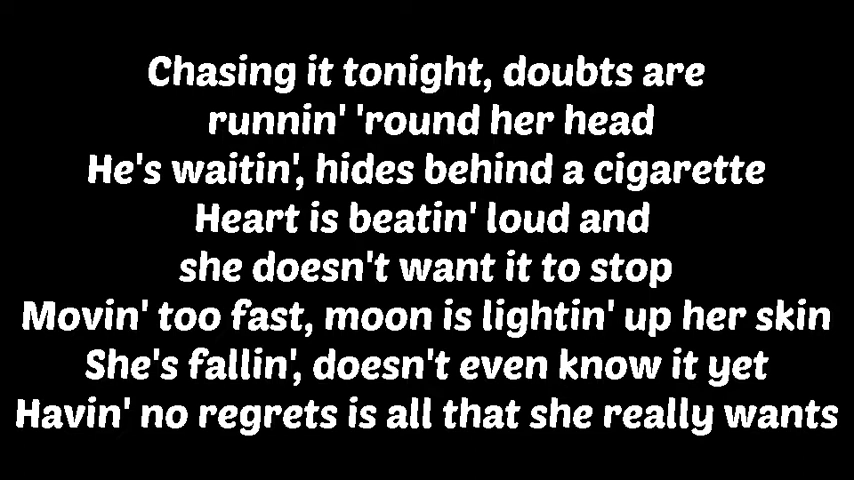 Chasing it tonight, doubts are
runnin' 'round her head
He's waitin', hides behind a cigarette
Heart is beatin' loud and
she doesn't want it to stop
Movin' too fast, moon is lightin' up her skin
She's fallin', doesn't even know it yet
Havin' no regrets is all that she really wants